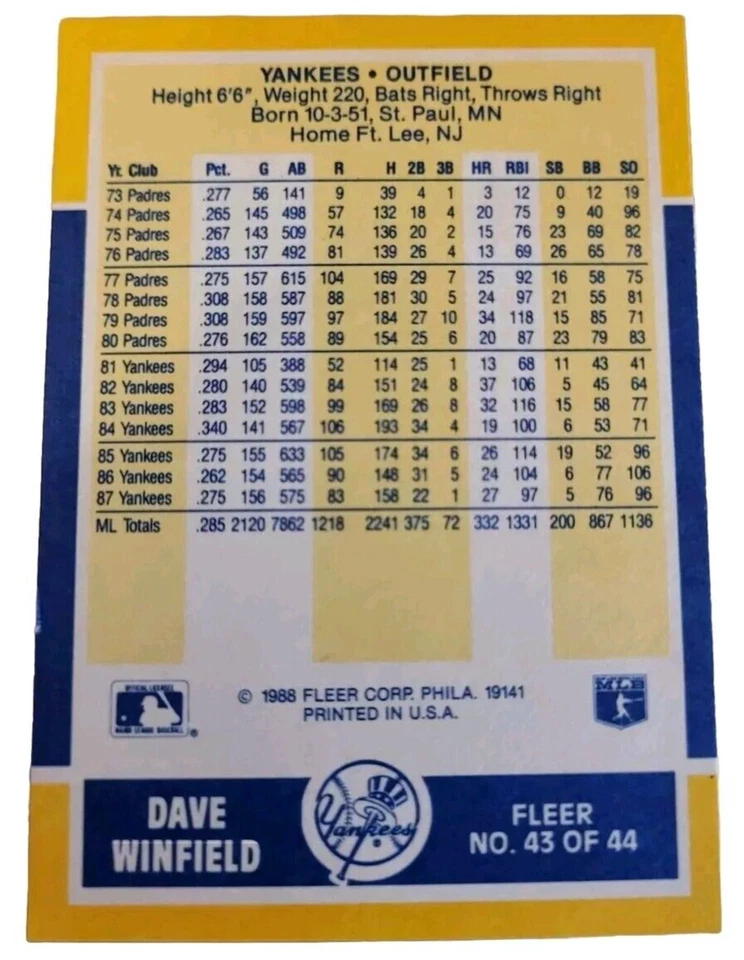 YANKEES • OUTFIELD
Height 6'6", Weight 220, Bats Right, Throws Right
Born 10-3-51, St. Paul, MN
Home Ft. Lee, NJ
Yr. Club Pct. G AB R H 2B 3B HR RBI SB BB SO
73 Padres .277 56 141 9 39 4 1 3 12 0 12 19
74 Padres .265 145 498 57 132 18 4 20 75 9 40 96
75 Padres .267 143 509 74 136 20 2 15 76 23 69 82
76 Padres .283 137 492 81 139 26 4 13 69 26 65 78
77 Padres .275 157 615 104 169 29 7 25 92 16 58 75
78 Padres .308 158 587 88 181 30 5 24 97 21 55 81
79 Padres .308 159 597 97 184 27 10 34 118 15 85 71
80 Padres .276 162 558 89 154 25 6 20 87 23 79 83
81 Yankees .294 105 388 52 114 25 1 13 68 11 43 41
82 Yankees .280 140 539 84 151 24 8 37 106 5 45 64
83 Yankees .283 152 598 99 169 26 8 32 116 15 58 77
84 Yankees .340 141 567 106 193 34 4 19 100 6 53 71
85 Yankees .275 155 633 105 174 34 6 26 114 19 52 96
86 Yankees .262 154 565 90 148 31 5 24 104 6 77 106
87 Yankees .275 156 575 83 158 22 1 27 97 5 76 96
ML Totals .285 2120 7862 1218 2241 375 72 332 1331 200 867 1136
OFFICIAL LICENSEE
MAJOR LEAGUE BASEBALL
®
© 1988 FLEER CORP. PHILA. 19141
PRINTED IN U.S.A.
MLB
DAVE
WINFIELD
Yankees
FLEER
NO. 43 OF 44